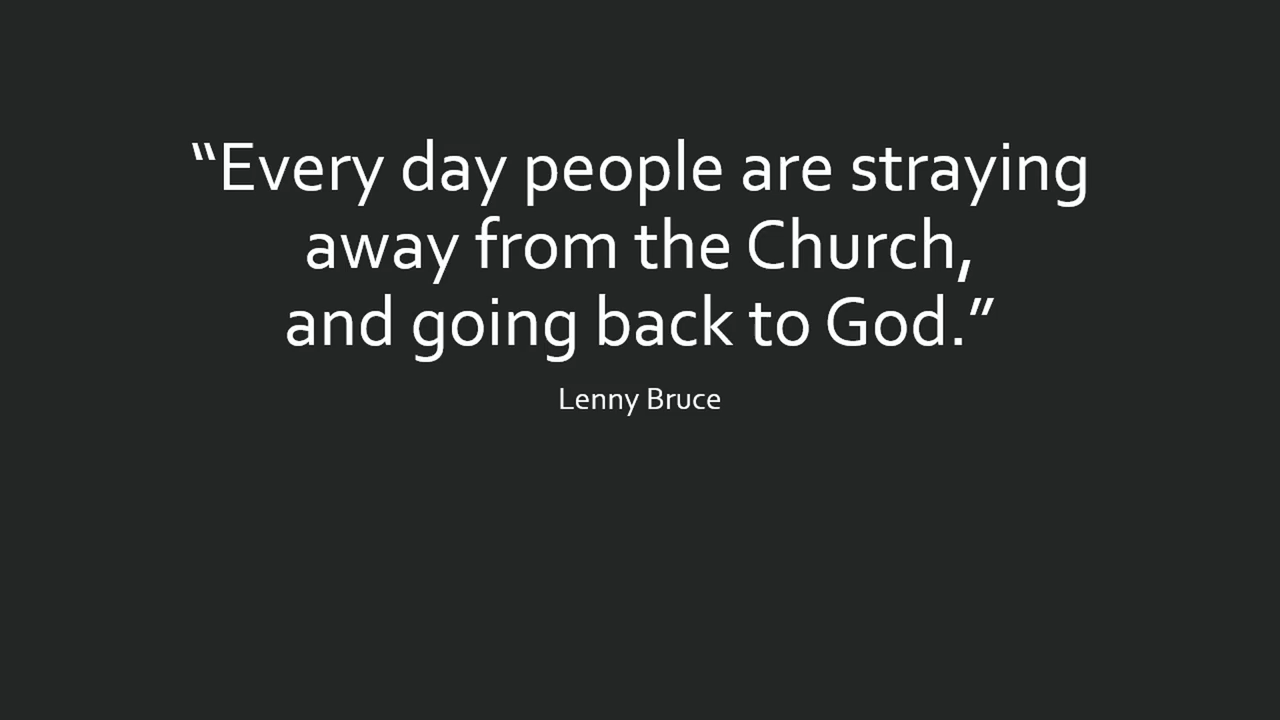 “Every day people are straying
away from the Church,
and going back to God.”
Lenny Bruce